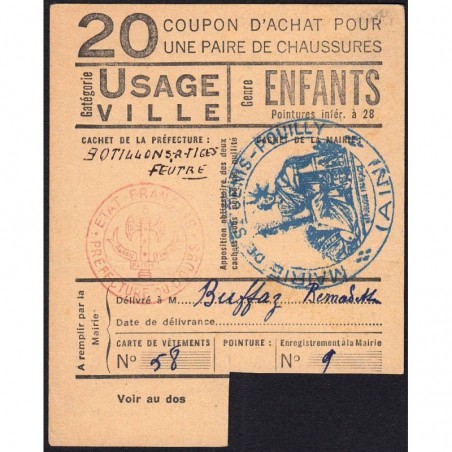 20 COUPON D'ACHAT POUR
UNE PAIRE DE CHAUSSURES
Catégorie
USAGE
VILLE
Genre
ENFANTS
Pointures infér. à 28
CACHET DE LA PRÉFECTURE :
BOTILLONS
FEUTRE
ETAT FRANÇAIS
PRÉFECTURE DU DOUBS
Apposition obligatoire des deux
CACHET DE LA MAIRIE
MAIRIE DE
POUILLY
(AIN)
A remplir par la
Mairie
Délivré à M. Buffaz
Date de délivrance
CARTE DE VÊTEMENTS
N° 58
POINTURE :
Enregistrement à la Mairie
N° 9
Voir au dos